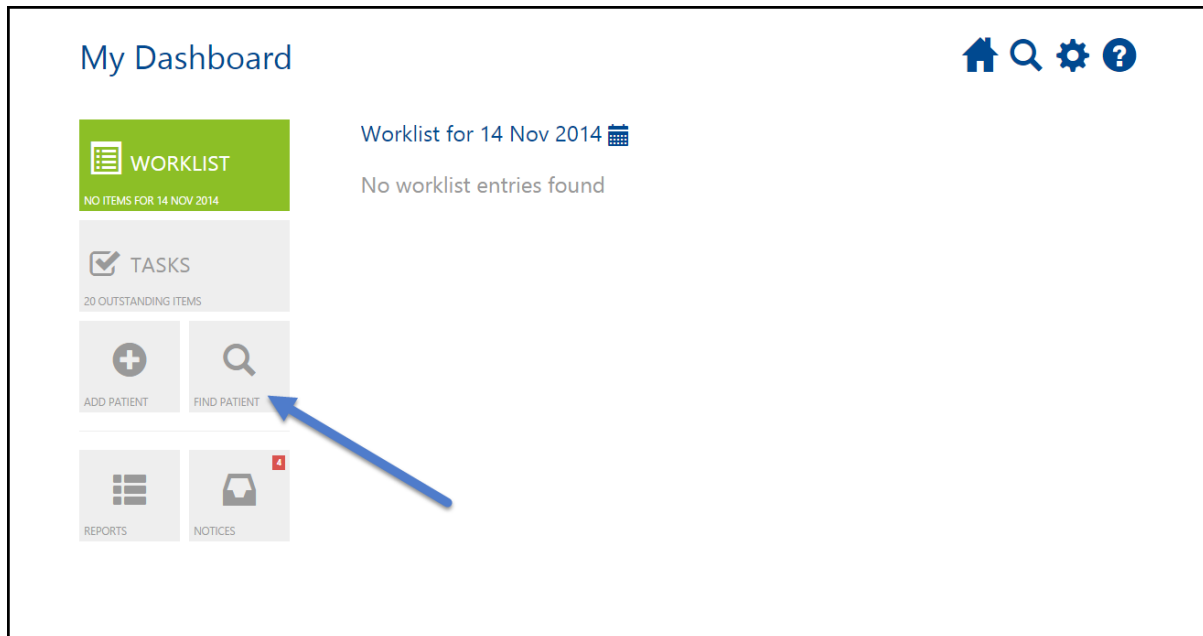 My Dashboard
?
WORKLIST
NO ITEMS FOR 14 NOV 2014
Worklist for 14 Nov 2014
No worklist entries found
TASKS
20 OUTSTANDING ITEMS
ADD PATIENT
FIND PATIENT
4
REPORTS
NOTICES